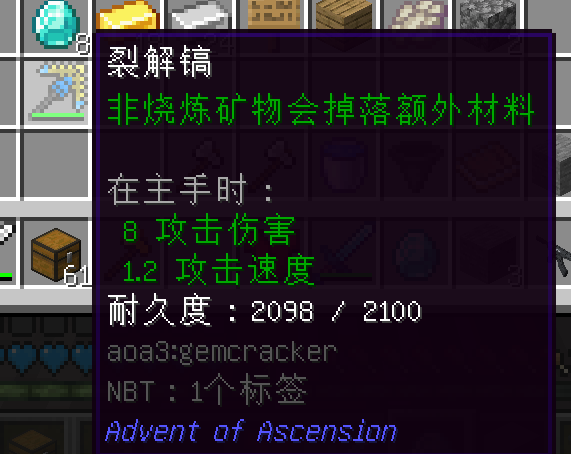 8
裂解镐
非烧炼矿物会掉落额外材料
在主手时：
8 攻击伤害
1.2 攻击速度
61
耐久度：2098 / 2100
aoa3:gemcracker
NBT：1个标签
Advent of Ascension